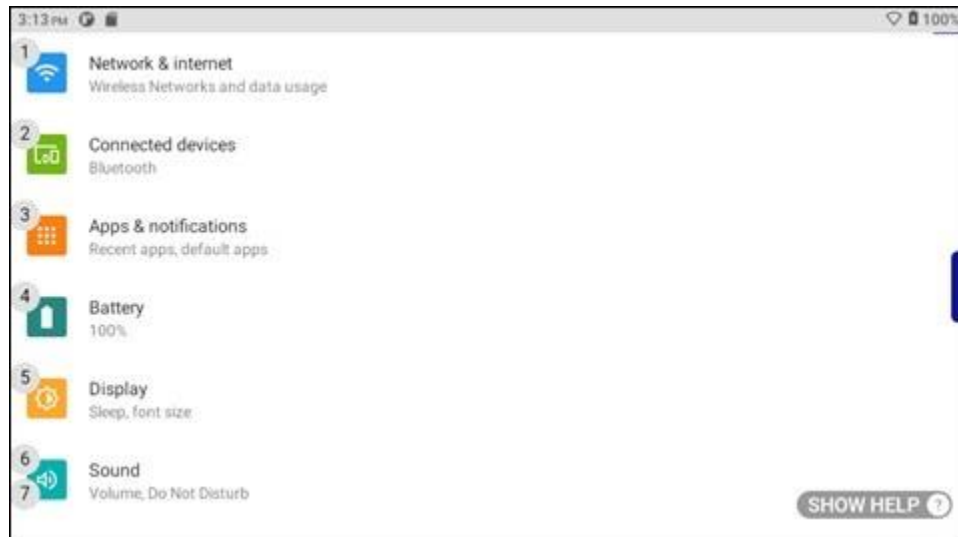 3:13 PM 100%
1
Network & internet
Wireless Networks and data usage
2
Connected devices
Bluetooth
3
Apps & notifications
Recent apps, default apps
4
Battery
100%
5
Display
Sleep, font size
6
Sound
7
Volume, Do Not Disturb
SHOW HELP ?